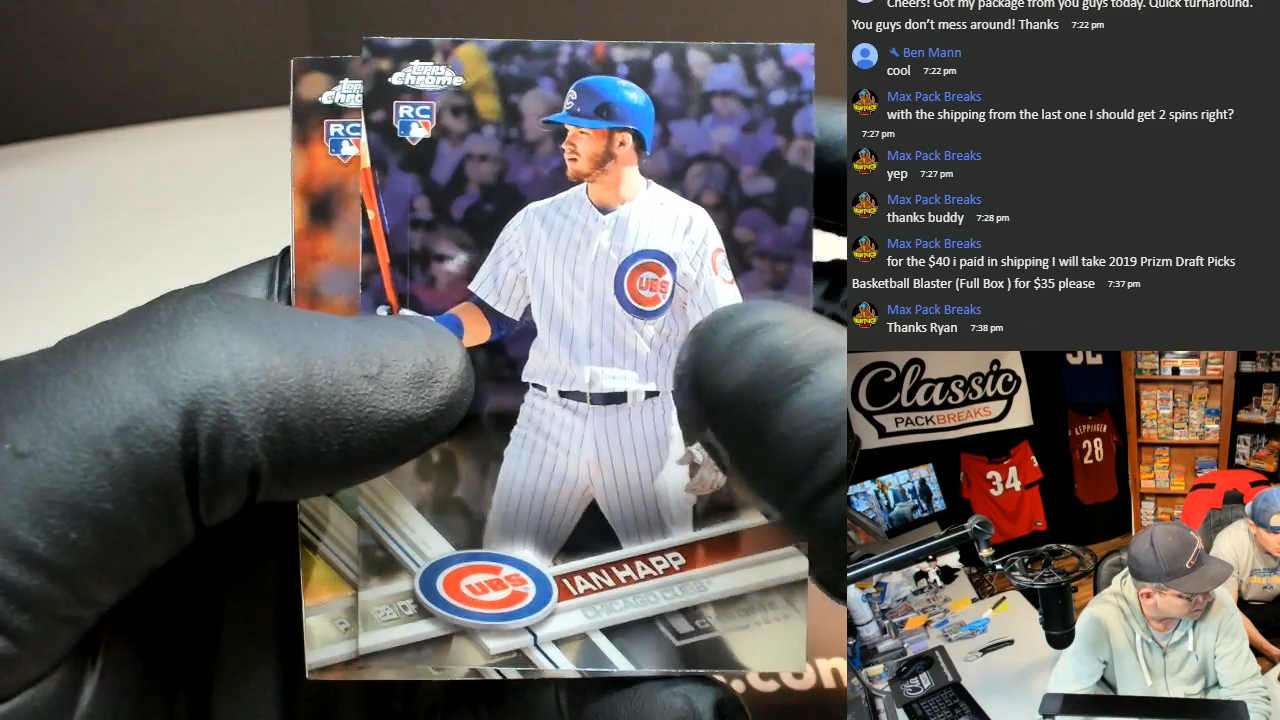 Cheers! Got my package from you guys today. Quick turnaround.
You guys don't mess around! Thanks 7:22 pm
Ben Mann
cool 7:22 pm
Max Pack Breaks
with the shipping from the last one I should get 2 spins right?
7:27 pm
Max Pack Breaks
yep 7:27 pm
Max Pack Breaks
thanks buddy 7:28 pm
Max Pack Breaks
for the $40 i paid in shipping I will take 2019 Prizm Draft Picks
Basketball Blaster (Full Box ) for $35 please 7:37 pm
Max Pack Breaks
Thanks Ryan 7:38 pm
Topps
Chrome
RC
Topps
Chro
RC
CUBS
CUBS
IAN HAPP
CHICAGO CUBS
2B/OF
P
.com
Classic
PACK BREAKS
34
KEPPINGER
28